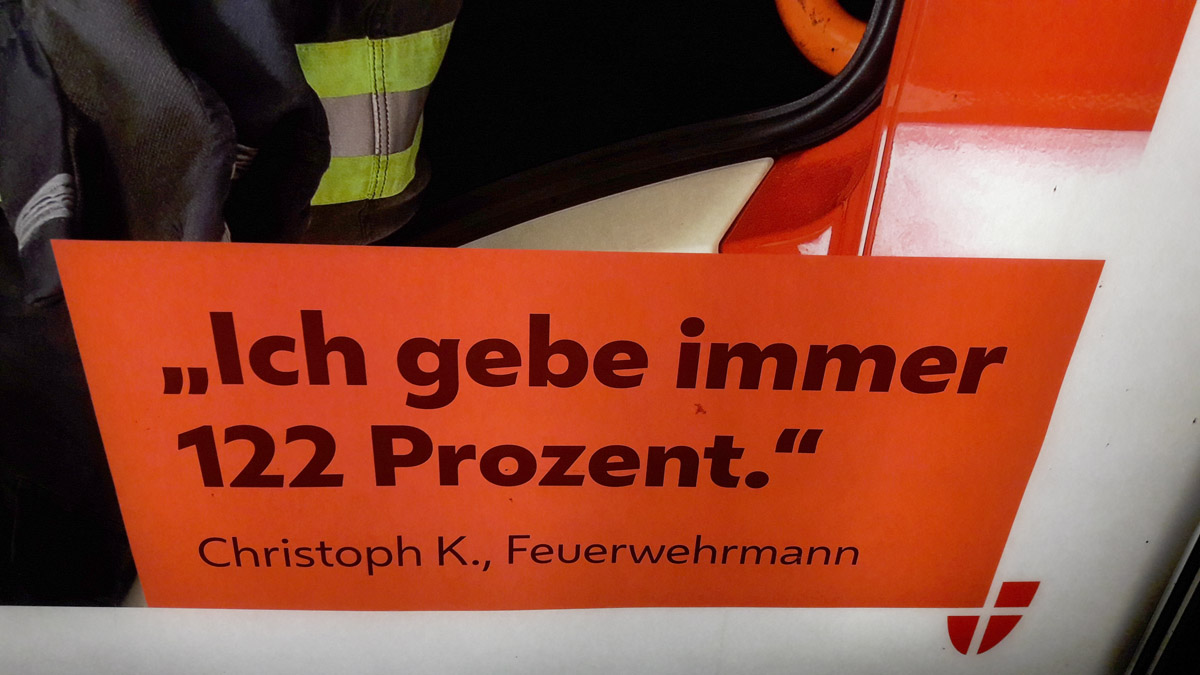 „Ich gebe immer
122 Prozent.“
Christoph K., Feuerwehrmann